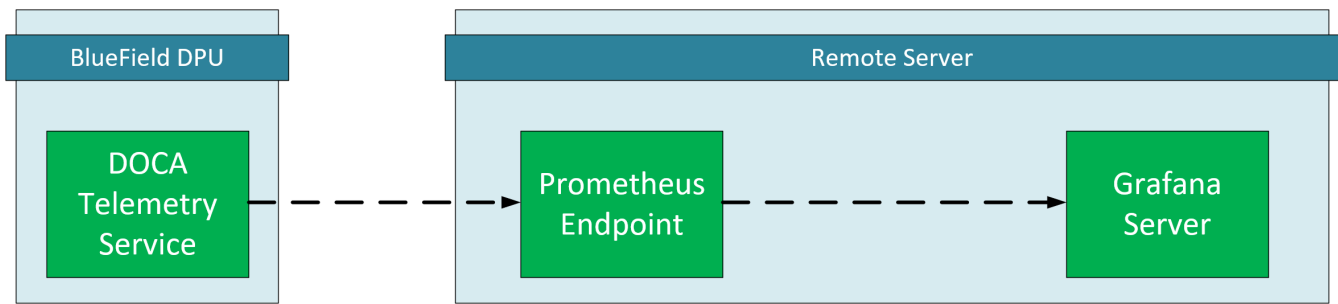 BlueField DPU
Remote Server
DOCA
Telemetry
Service
Prometheus
Endpoint
Grafana
Server